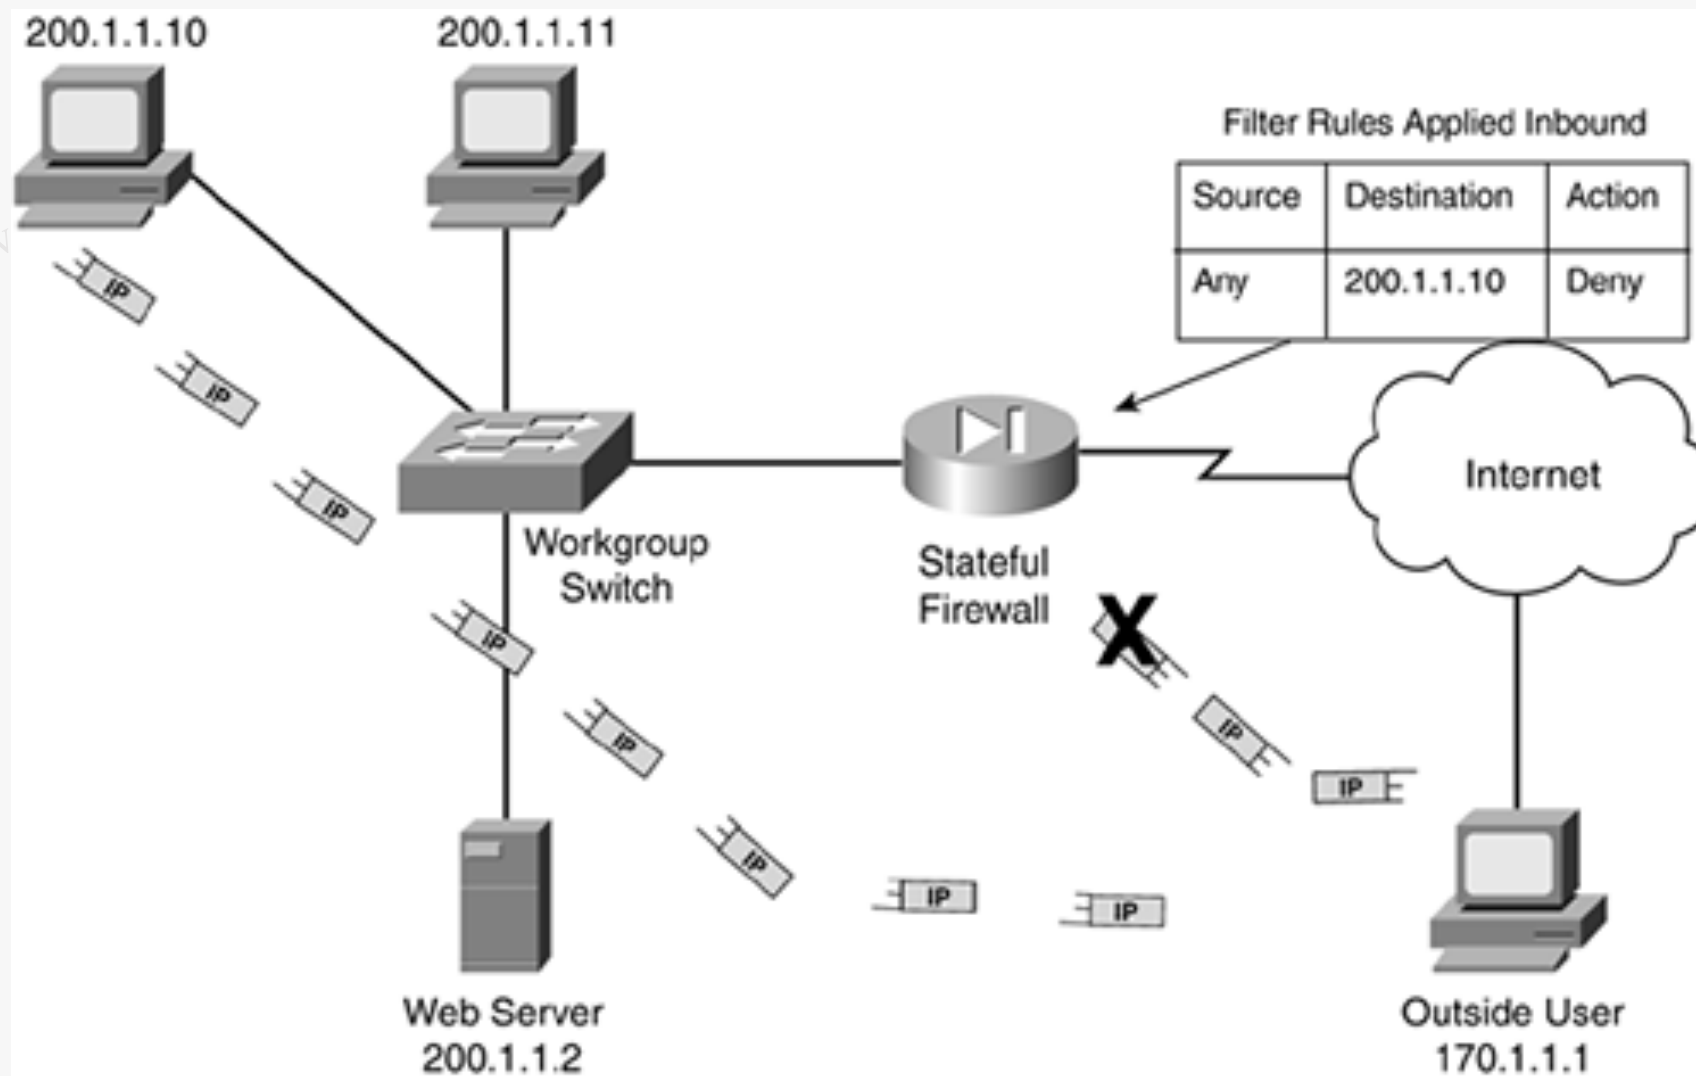 200.1.1.10
200.1.1.11
Filter Rules Applied Inbound
Source Destination Action
Any 200.1.1.10 Deny
IP
IP
IP
Internet
Workgroup
Switch
Stateful
Firewall
X
IP
IP
IP
IP
IP
IP
IP
Web Server
200.1.1.2
Outside User
170.1.1.1